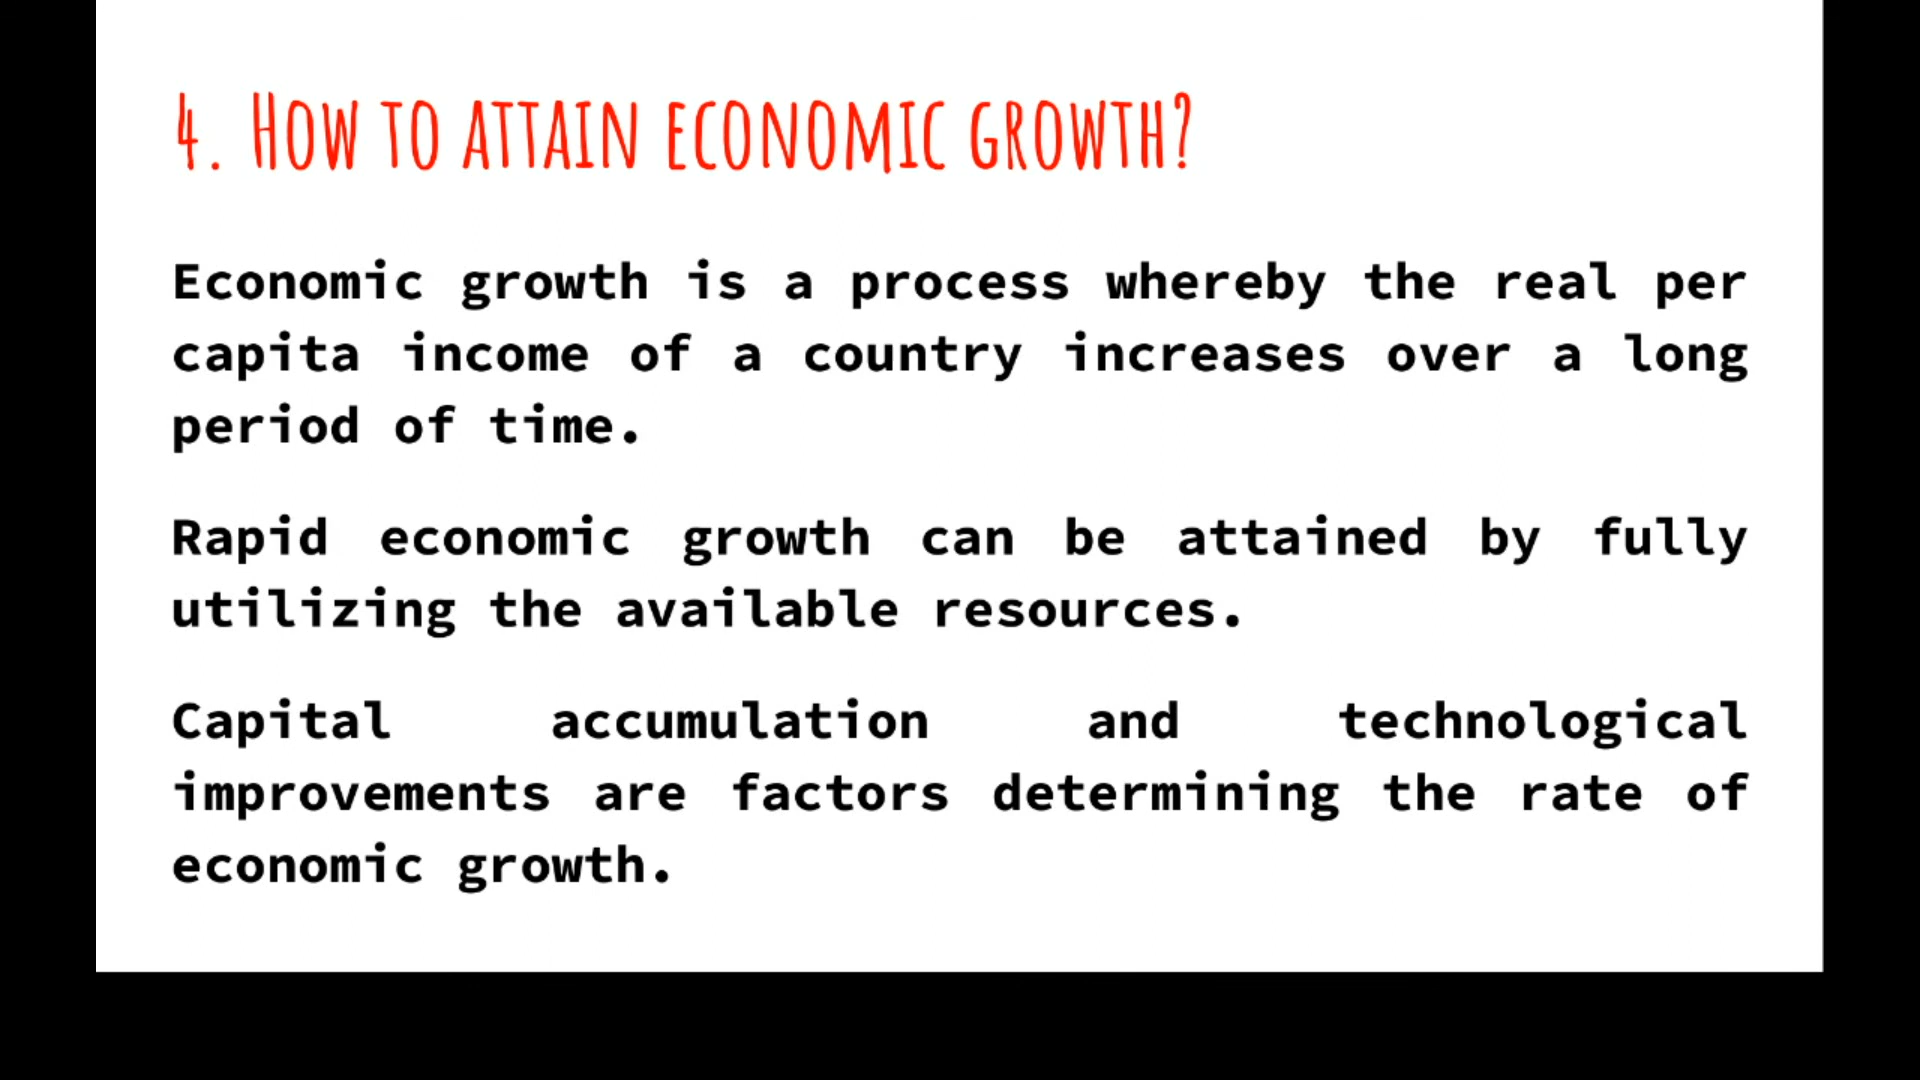 4. How to attain economic growth?
Economic growth is a process whereby the real per
capita income of a country increases over a long
period of time.
Rapid economic growth can be attained by fully
utilizing the available resources.
Capital accumulation and technological
improvements are factors determining the rate of
economic growth.